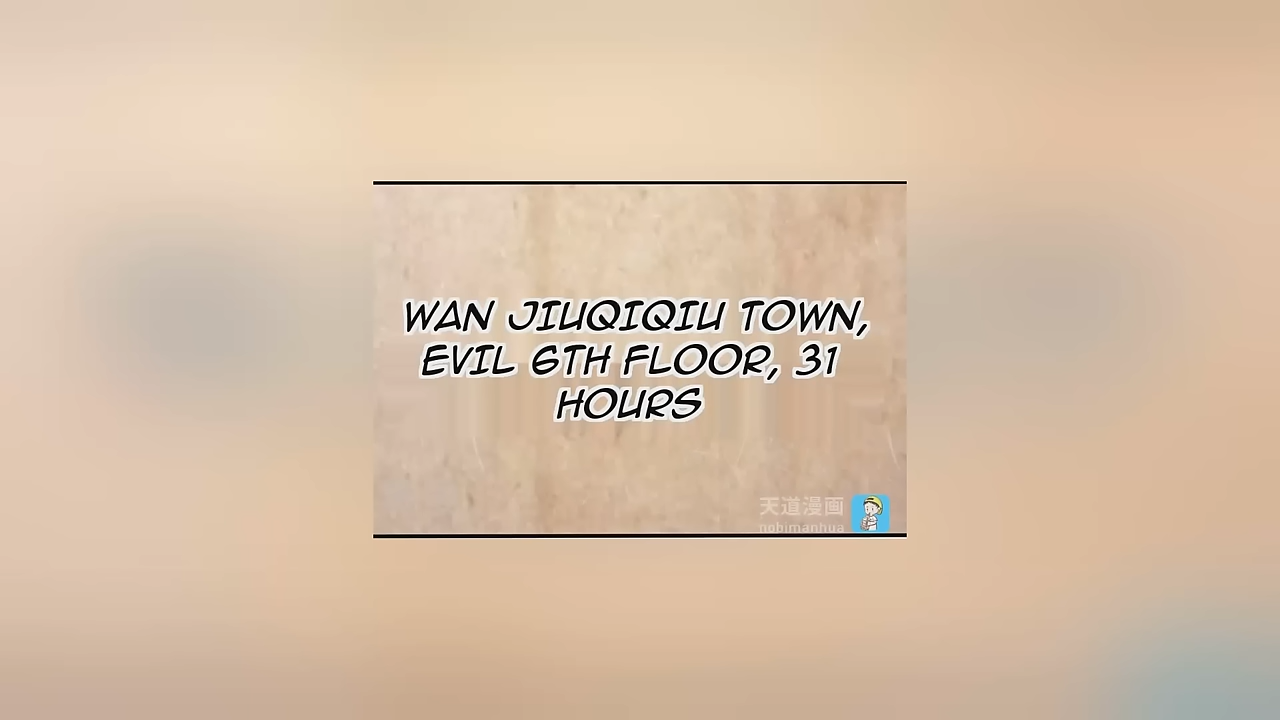 WAN JIUQIQIU TOWN,
EVIL 6TH FLOOR, 31
HOURS
天道漫画
nobimanhua